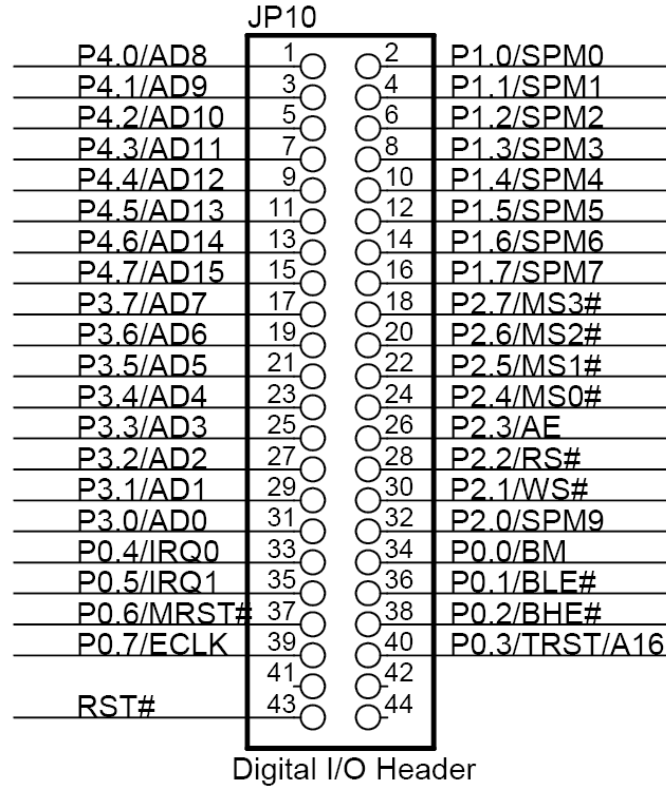 JP10
P4.0/AD8 1 2 P1.0/SPM0
P4.1/AD9 3 4 P1.1/SPM1
P4.2/AD10 5 6 P1.2/SPM2
P4.3/AD11 7 8 P1.3/SPM3
P4.4/AD12 9 10 P1.4/SPM4
P4.5/AD13 11 12 P1.5/SPM5
P4.6/AD14 13 14 P1.6/SPM6
P4.7/AD15 15 16 P1.7/SPM7
P3.7/AD7 17 18 P2.7/MS3#
P3.6/AD6 19 20 P2.6/MS2#
P3.5/AD5 21 22 P2.5/MS1#
P3.4/AD4 23 24 P2.4/MS0#
P3.3/AD3 25 26 P2.3/AE
P3.2/AD2 27 28 P2.2/RS#
P3.1/AD1 29 30 P2.1/WS#
P3.0/AD0 31 32 P2.0/SPM9
P0.4/IRQ0 33 34 P0.0/BM
P0.5/IRQ1 35 36 P0.1/BLE#
P0.6/MRST# 37 38 P0.2/BHE#
P0.7/ECLK 39 40 P0.3/TRST/A16
41 42
RST# 43 44
Digital I/O Header